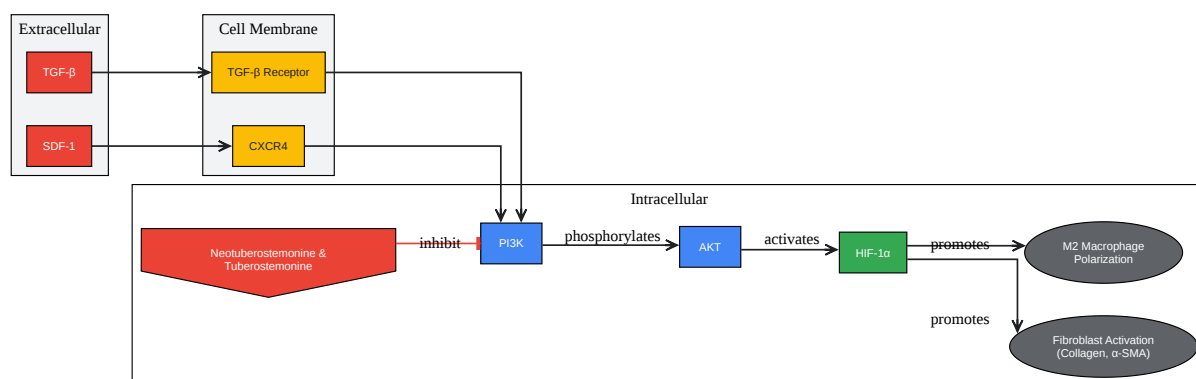 Extracellular
Cell Membrane
TGF-β
TGF-β Receptor
SDF-1
CXCR4
Intracellular
Neotuberostemonine &
Tuberostemonine
inhibit
PI3K
phosphorylates
AKT
activates
HIF-1α
promotes
M2 Macrophage
Polarization
promotes
Fibroblast Activation
(Collagen, α-SMA)